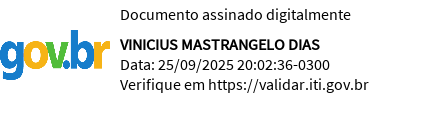 Documento assinado digitalmente
gov.br
VINICIUS MASTRANGELO DIAS
Data: 25/09/2025 20:02:36-0300
Verifique em https://validar.iti.gov.br